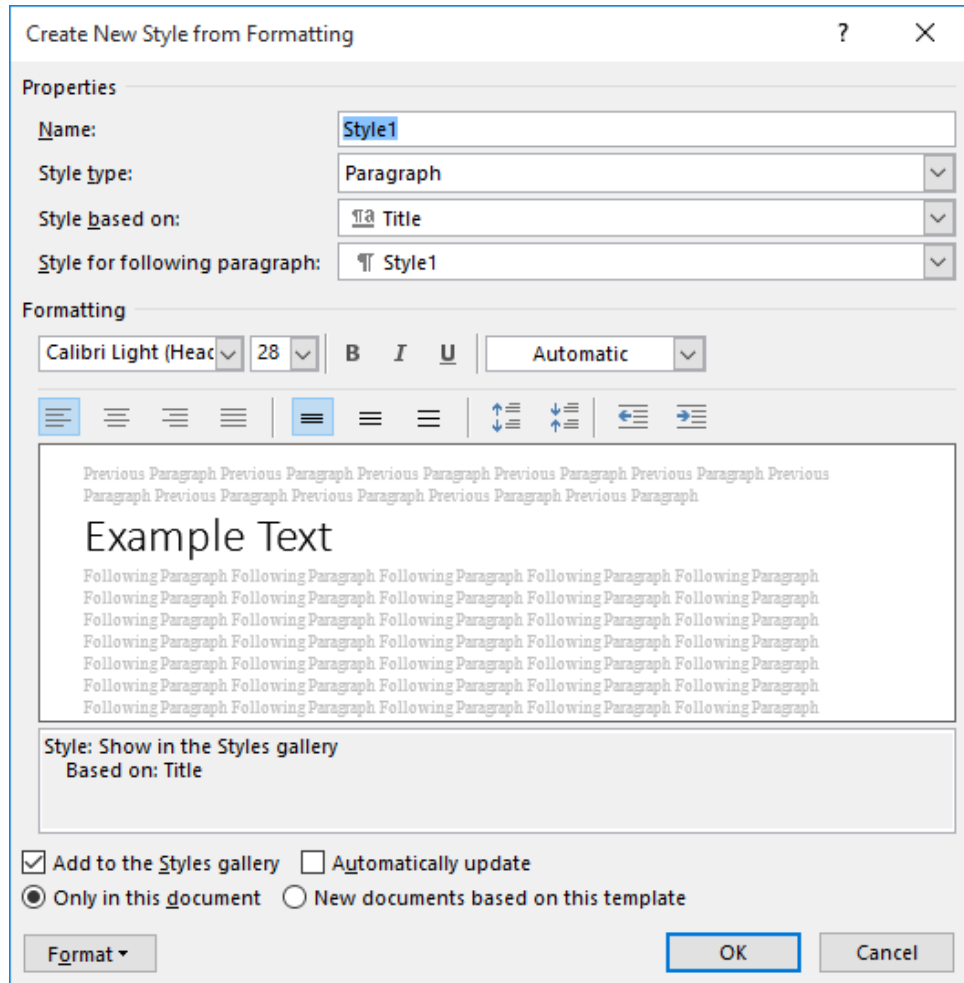 Create New Style from Formatting ?
Properties
Name: Style1
Style type: Paragraph
Style based on: ¶a Title
Style for following paragraph: ¶ Style1
Formatting
Calibri Light (Head 28 B I U Automatic
Previous Paragraph Previous Paragraph Previous Paragraph Previous Paragraph Previous Paragraph Previous
Paragraph Previous Paragraph Previous Paragraph Previous Paragraph Previous Paragraph
Example Text
Following Paragraph Following Paragraph Following Paragraph Following Paragraph Following Paragraph
Following Paragraph Following Paragraph Following Paragraph Following Paragraph Following Paragraph
Following Paragraph Following Paragraph Following Paragraph Following Paragraph Following Paragraph
Following Paragraph Following Paragraph Following Paragraph Following Paragraph Following Paragraph
Following Paragraph Following Paragraph Following Paragraph Following Paragraph Following Paragraph
Following Paragraph Following Paragraph Following Paragraph Following Paragraph Following Paragraph
Following Paragraph Following Paragraph Following Paragraph Following Paragraph Following Paragraph
Style: Show in the Styles gallery
Based on: Title
Add to the Styles gallery Automatically update
Only in this document New documents based on this template
Format OK Cancel